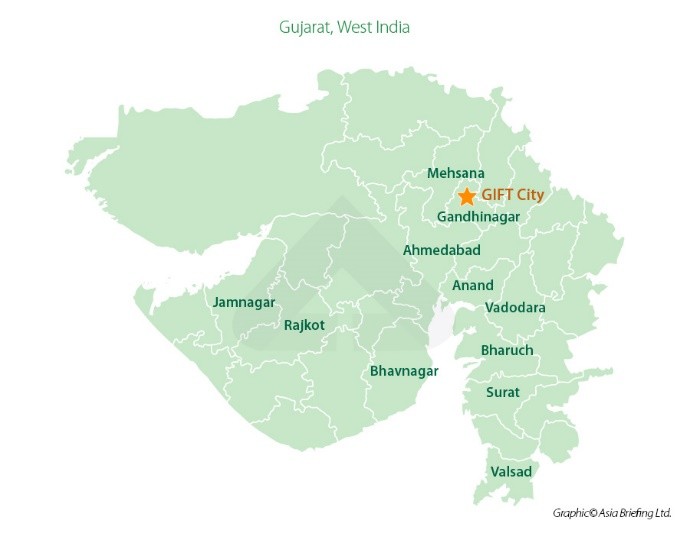 Gujarat, West India
Mehsana
GIFT City
Gandhinagar
Ahmedabad
Anand
Jamnagar
Vadodara
Rajkot
Bharuch
Bhavnagar
Surat
Valsad
Graphic© Asia Briefing Ltd.